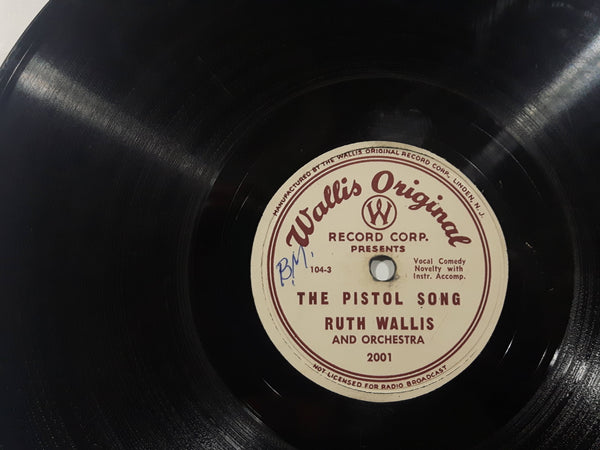 MANUFACTURED BY THE WALLIS ORIGINAL RECORD CORP. LINDEN, N. J.
Wallis Original
W
RECORD CORP.
PRESENTS
B.M.
104-3
Vocal Comedy
Novelty with
Instr. Accomp.
THE PISTOL SONG
RUTH WALLIS
AND ORCHESTRA
2001
NOT LICENSED FOR RADIO BROADCAST